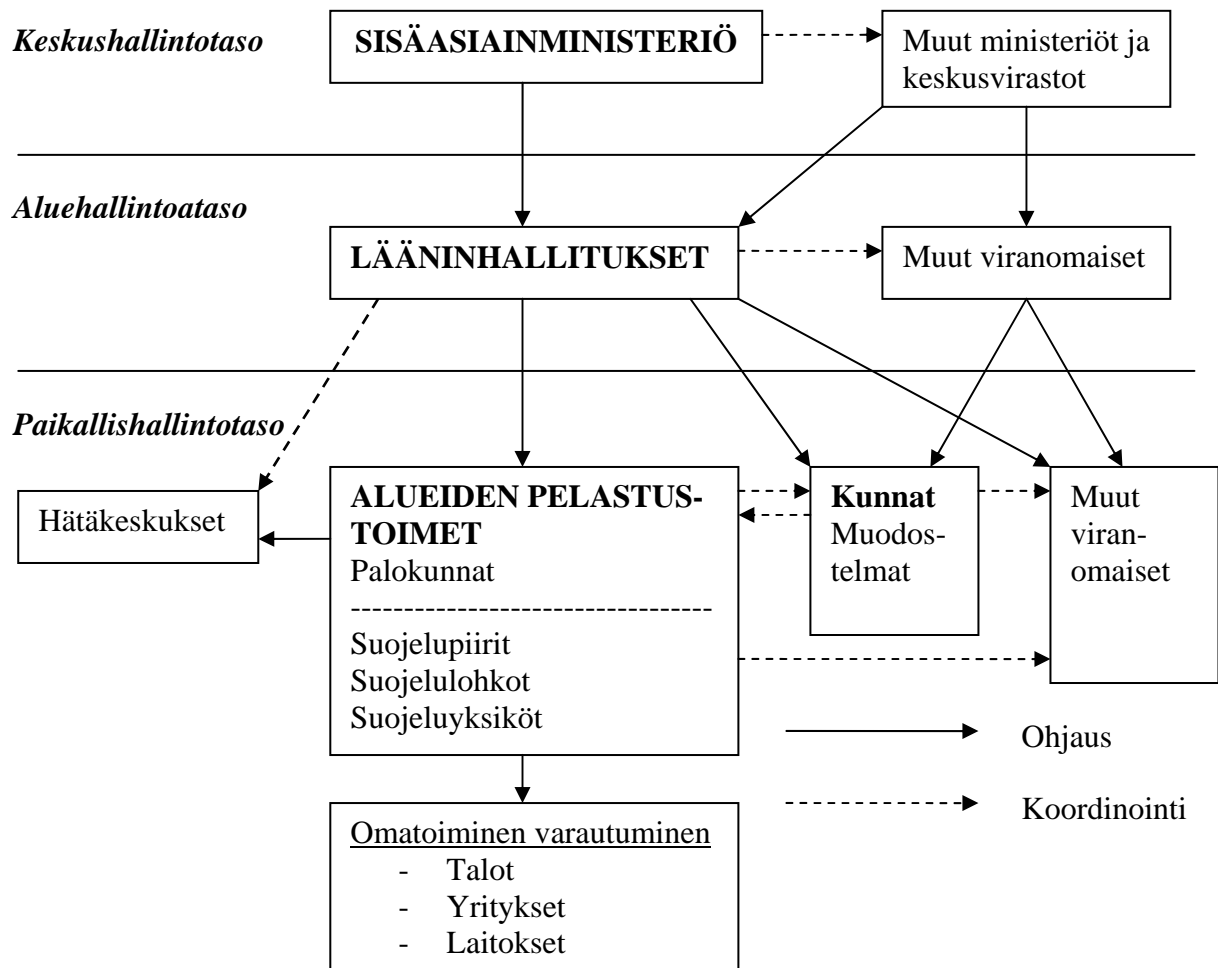 Keskushallintotaso
SISÄASIAINMINISTERIÖ
Muut ministeriöt ja
keskusvirastot
Aluehallintoataso
LÄÄNINHALLITUKSET
Muut viranomaiset
Paikallishallintotaso
Hätäkeskukset
ALUEIDEN PELASTUS-
TOIMET
Palokunnat
---------------------------------
Suojelupiirit
Suojelulohkot
Suojeluyksiköt
Kunnat
Muodos-
telmat
Muut
viran-
omaiset
Ohjaus
Koordinointi
Omatoiminen varautuminen
- Talot
- Yritykset
- Laitokset